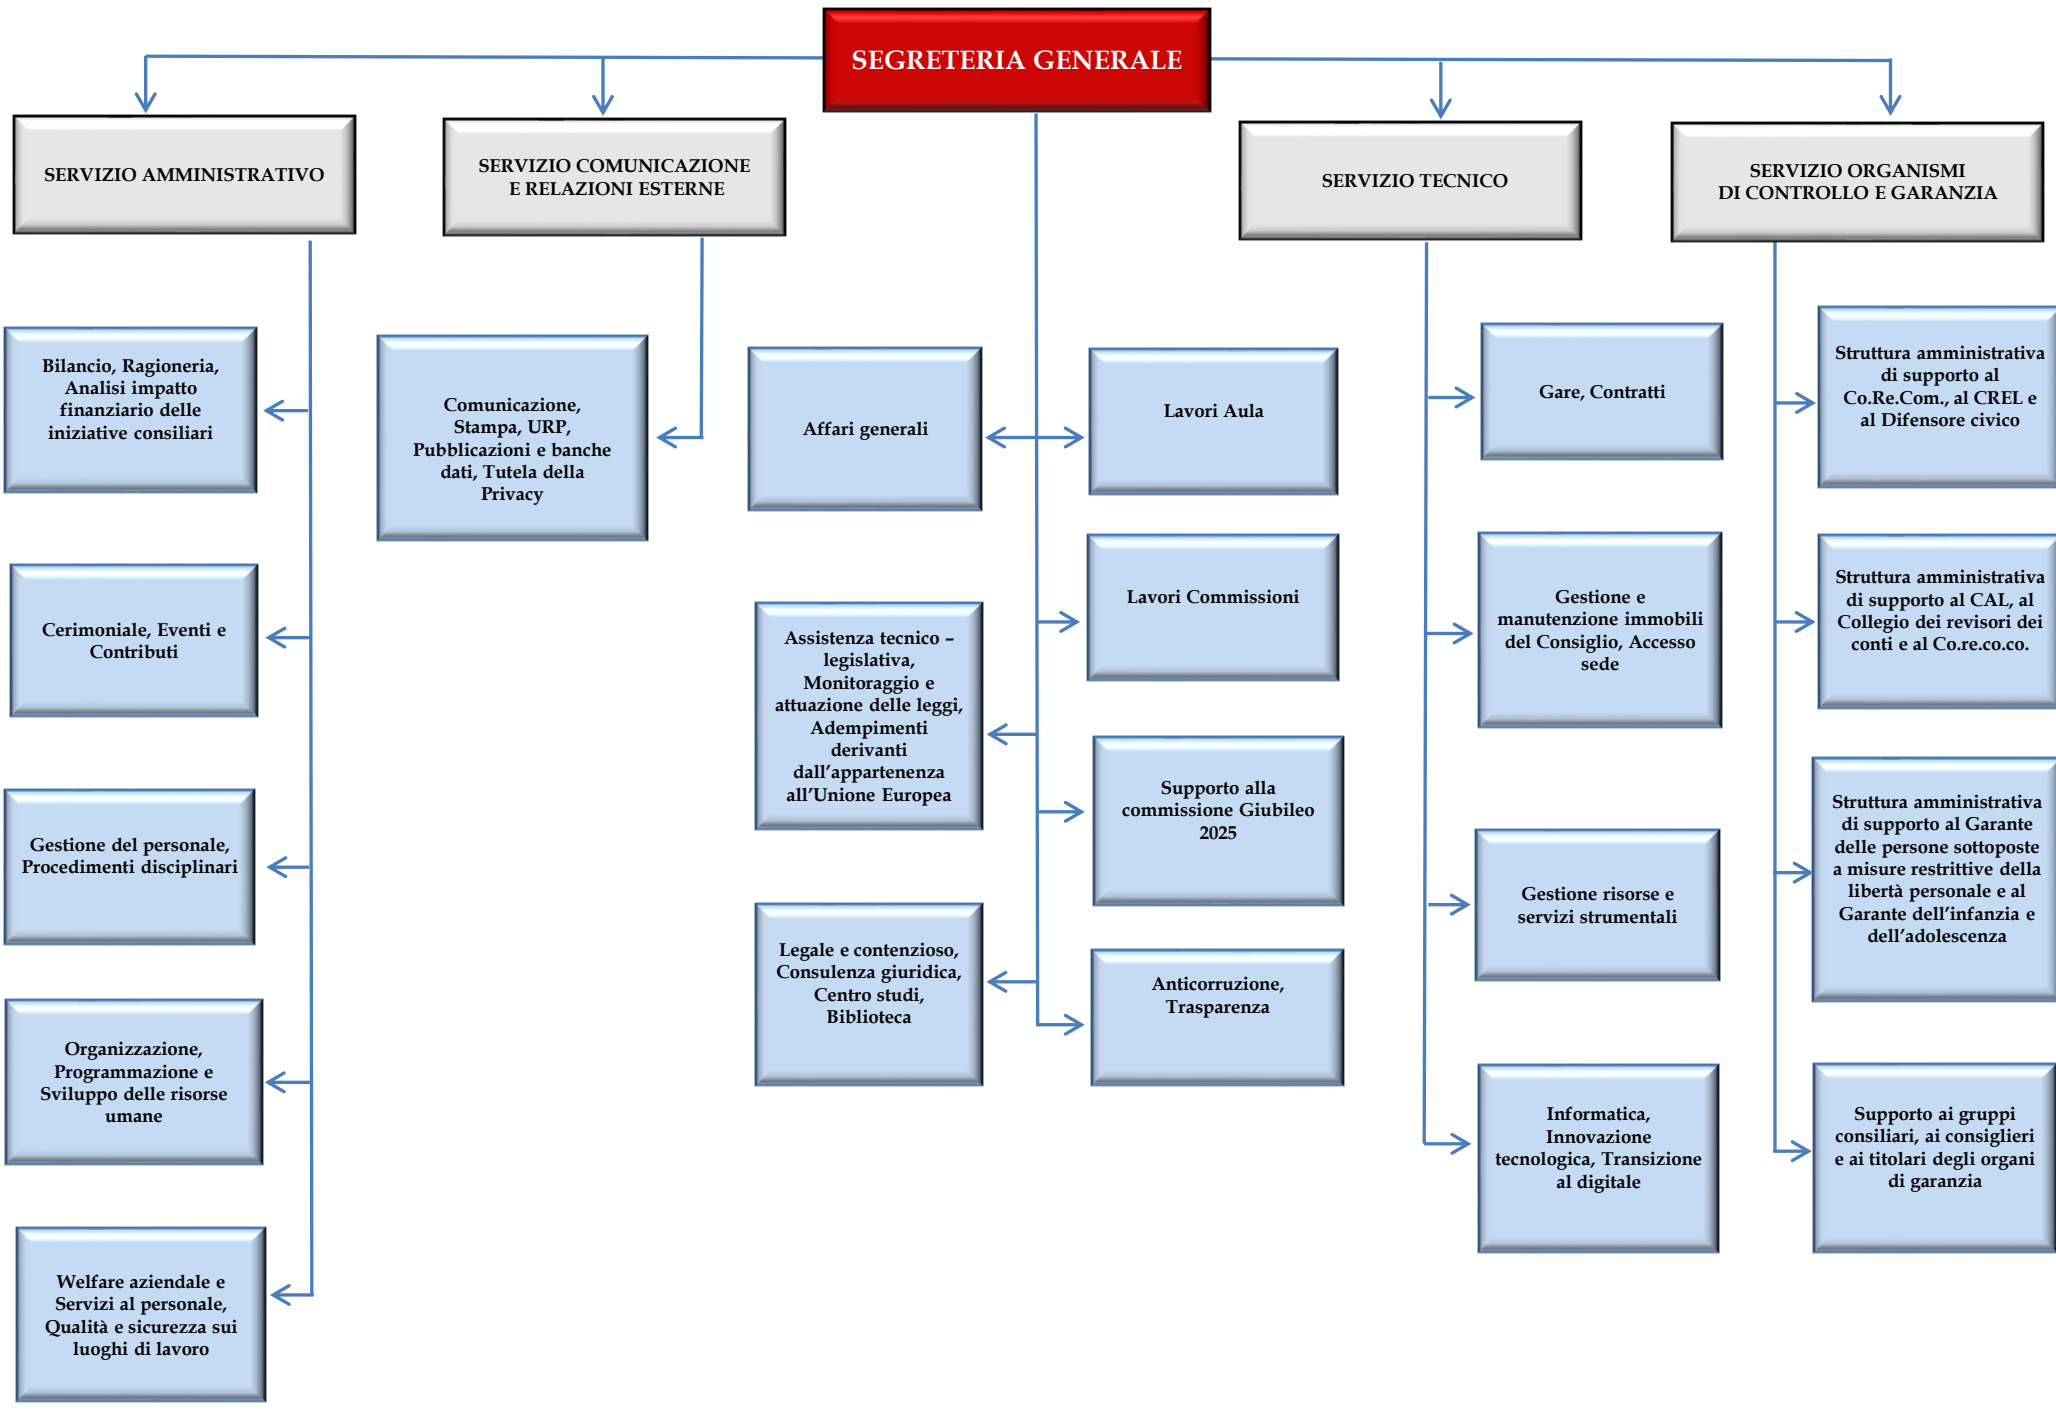 SEGRETERIA GENERALE
SERVIZIO AMMINISTRATIVO
SERVIZIO COMUNICAZIONE
E RELAZIONI ESTERNE
SERVIZIO TECNICO
SERVIZIO ORGANISMI
DI CONTROLLO E GARANZIA
Bilancio, Ragioneria,
Analisi impatto
finanziario delle
iniziative consiliari
Cerimoniale, Eventi e
Contributi
Gestione del personale,
Procedimenti disciplinari
Organizzazione,
Programmazione e
Sviluppo delle risorse
umane
Welfare aziendale e
Servizi al personale,
Qualità e sicurezza sui
luoghi di lavoro
Comunicazione,
Stampa, URP,
Pubblicazioni e banche
dati, Tutela della
Privacy
Affari generali
Assistenza tecnico –
legislativa,
Monitoraggio e
attuazione delle leggi,
Adempimenti
derivanti
dall’appartenenza
all’Unione Europea
Legale e contenzioso,
Consulenza giuridica,
Centro studi,
Biblioteca
Lavori Aula
Lavori Commissioni
Supporto alla
commissione Giubileo
2025
Anticorruzione,
Trasparenza
Gare, Contratti
Gestione e
manutenzione immobili
del Consiglio, Accesso
sede
Gestione risorse e
servizi strumentali
Informatica,
Innovazione
tecnologica, Transizione
al digitale
Struttura amministrativa
di supporto al
Co.Re.Com., al CREL e
al Difensore civico
Struttura amministrativa
di supporto al CAL, al
Collegio dei revisori dei
conti e al Co.re.co.co.
Struttura amministrativa
di supporto al Garante
delle persone sottoposte
a misure restrittive della
libertà personale e al
Garante dell’infanzia e
dell’adolescenza
Supporto ai gruppi
consiliari, ai consiglieri
e ai titolari degli organi
di garanzia